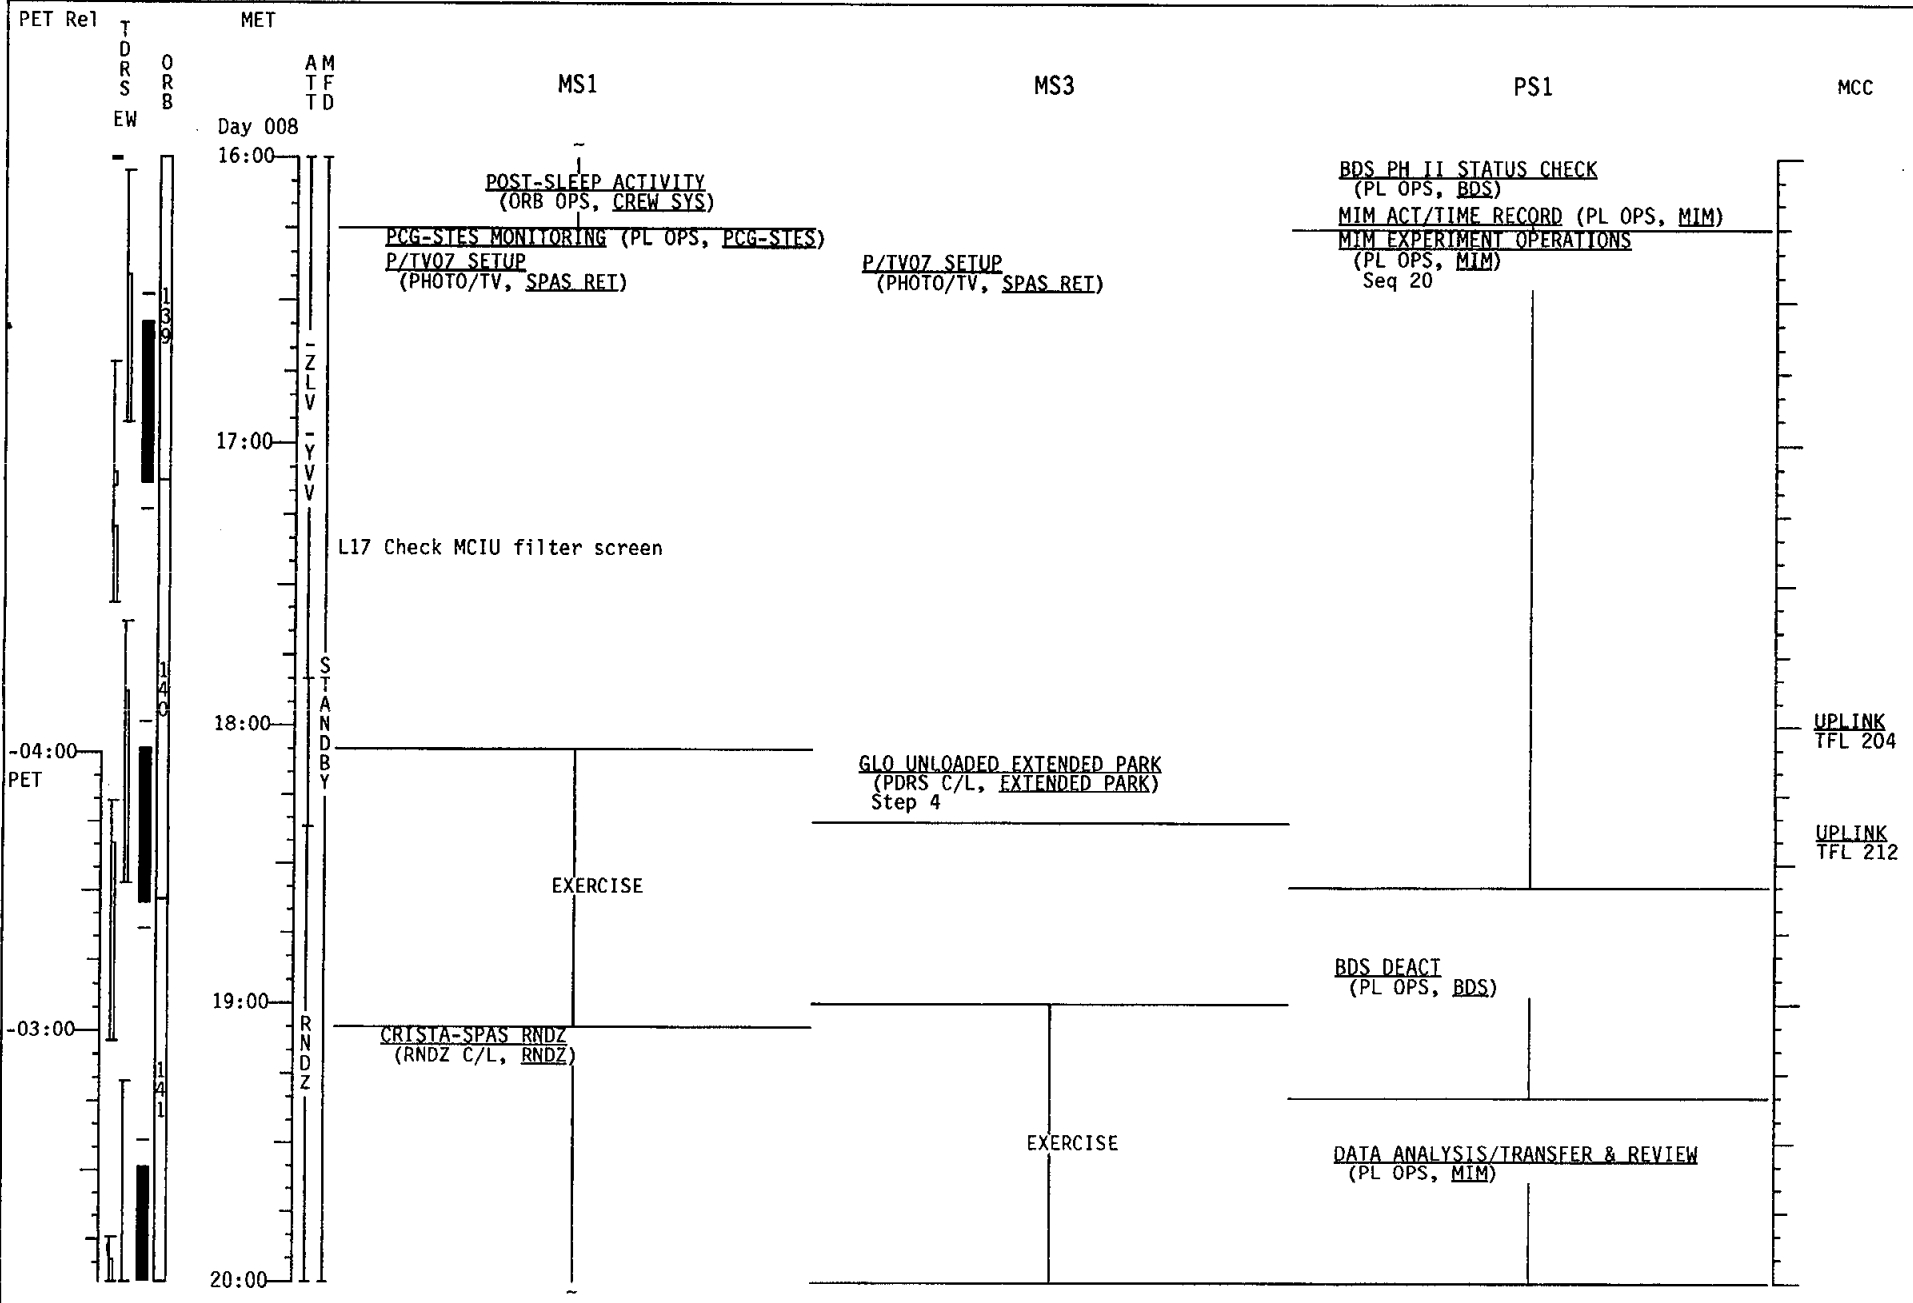 PET Rel
TDRS
EW
ORB
MET
ATT
MFD
MS1
MS3
PS1
MCC
Day 008
16:00
~
POST-SLEEP ACTIVITY
(ORB OPS, CREW SYS)
PCG-STES MONITORING (PL OPS, PCG-STES)
P/TV07 SETUP
(PHOTO/TV, SPAS RET)
P/TV07 SETUP
(PHOTO/TV, SPAS RET)
BDS PH II STATUS CHECK
(PL OPS, BDS)
MIM ACT/TIME RECORD (PL OPS, MIM)
MIM EXPERIMENT OPERATIONS
(PL OPS, MIM)
Seq 20
139
-ZLV
-YVV
17:00
L17 Check MCIU filter screen
140
STANDBY
18:00
UPLINK
TFL 204
-04:00
PET
GLO UNLOADED EXTENDED PARK
(PDRS C/L, EXTENDED PARK)
Step 4
UPLINK
TFL 212
EXERCISE
BDS DEACT
(PL OPS, BDS)
19:00
-03:00
RNDZ
CRISTA-SPAS RNDZ
(RNDZ C/L, RNDZ)
141
EXERCISE
DATA ANALYSIS/TRANSFER & REVIEW
(PL OPS, MIM)
20:00
~